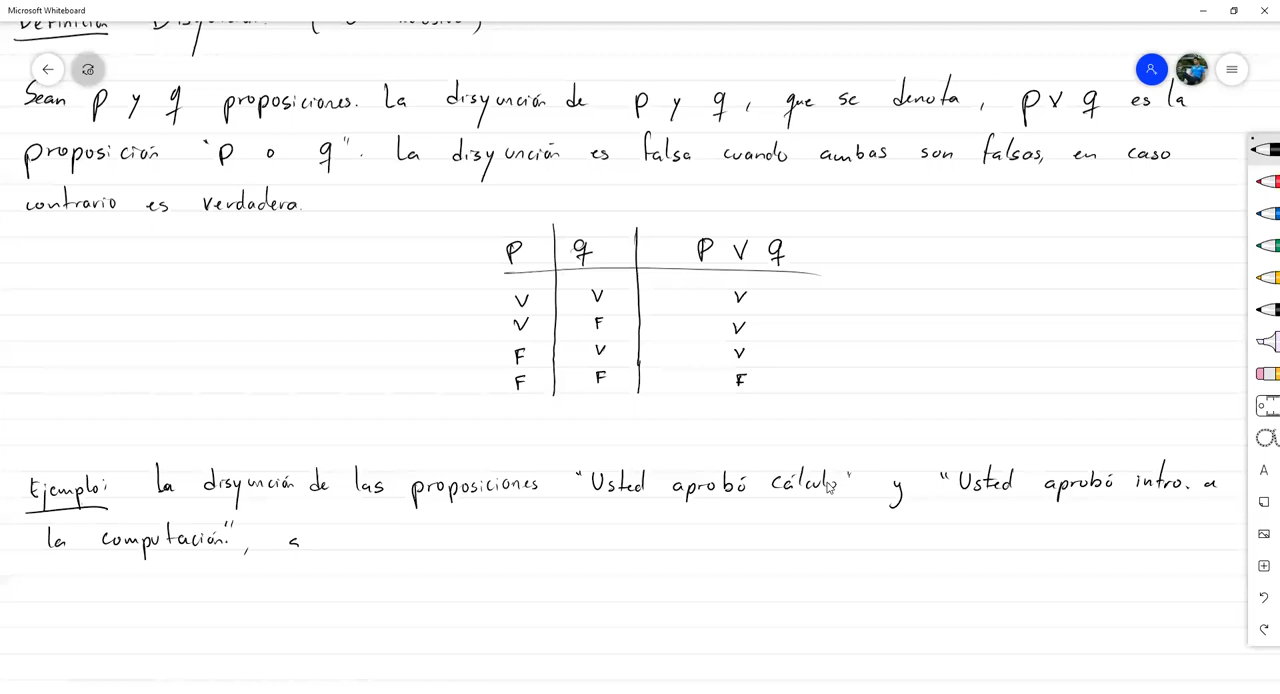 Microsoft Whiteboard
Definición
Sean p y q proposiciones. La disyunción de p y q, que se denota, p v q es la
proposición "p o q". La disyunción es falsa cuando ambas son falsas, en caso
contrario es verdadera.
p q p v q
V V V
V F V
F V V
F F F
Ejemplo: La disyunción de las proposiciones "Usted aprobó cálculo" y "Usted aprobó intro. a
la computación", s
A